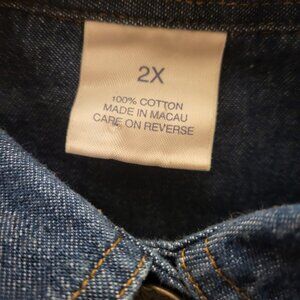 2X
100% COTTON
MADE IN MACAU
CARE ON REVERSE